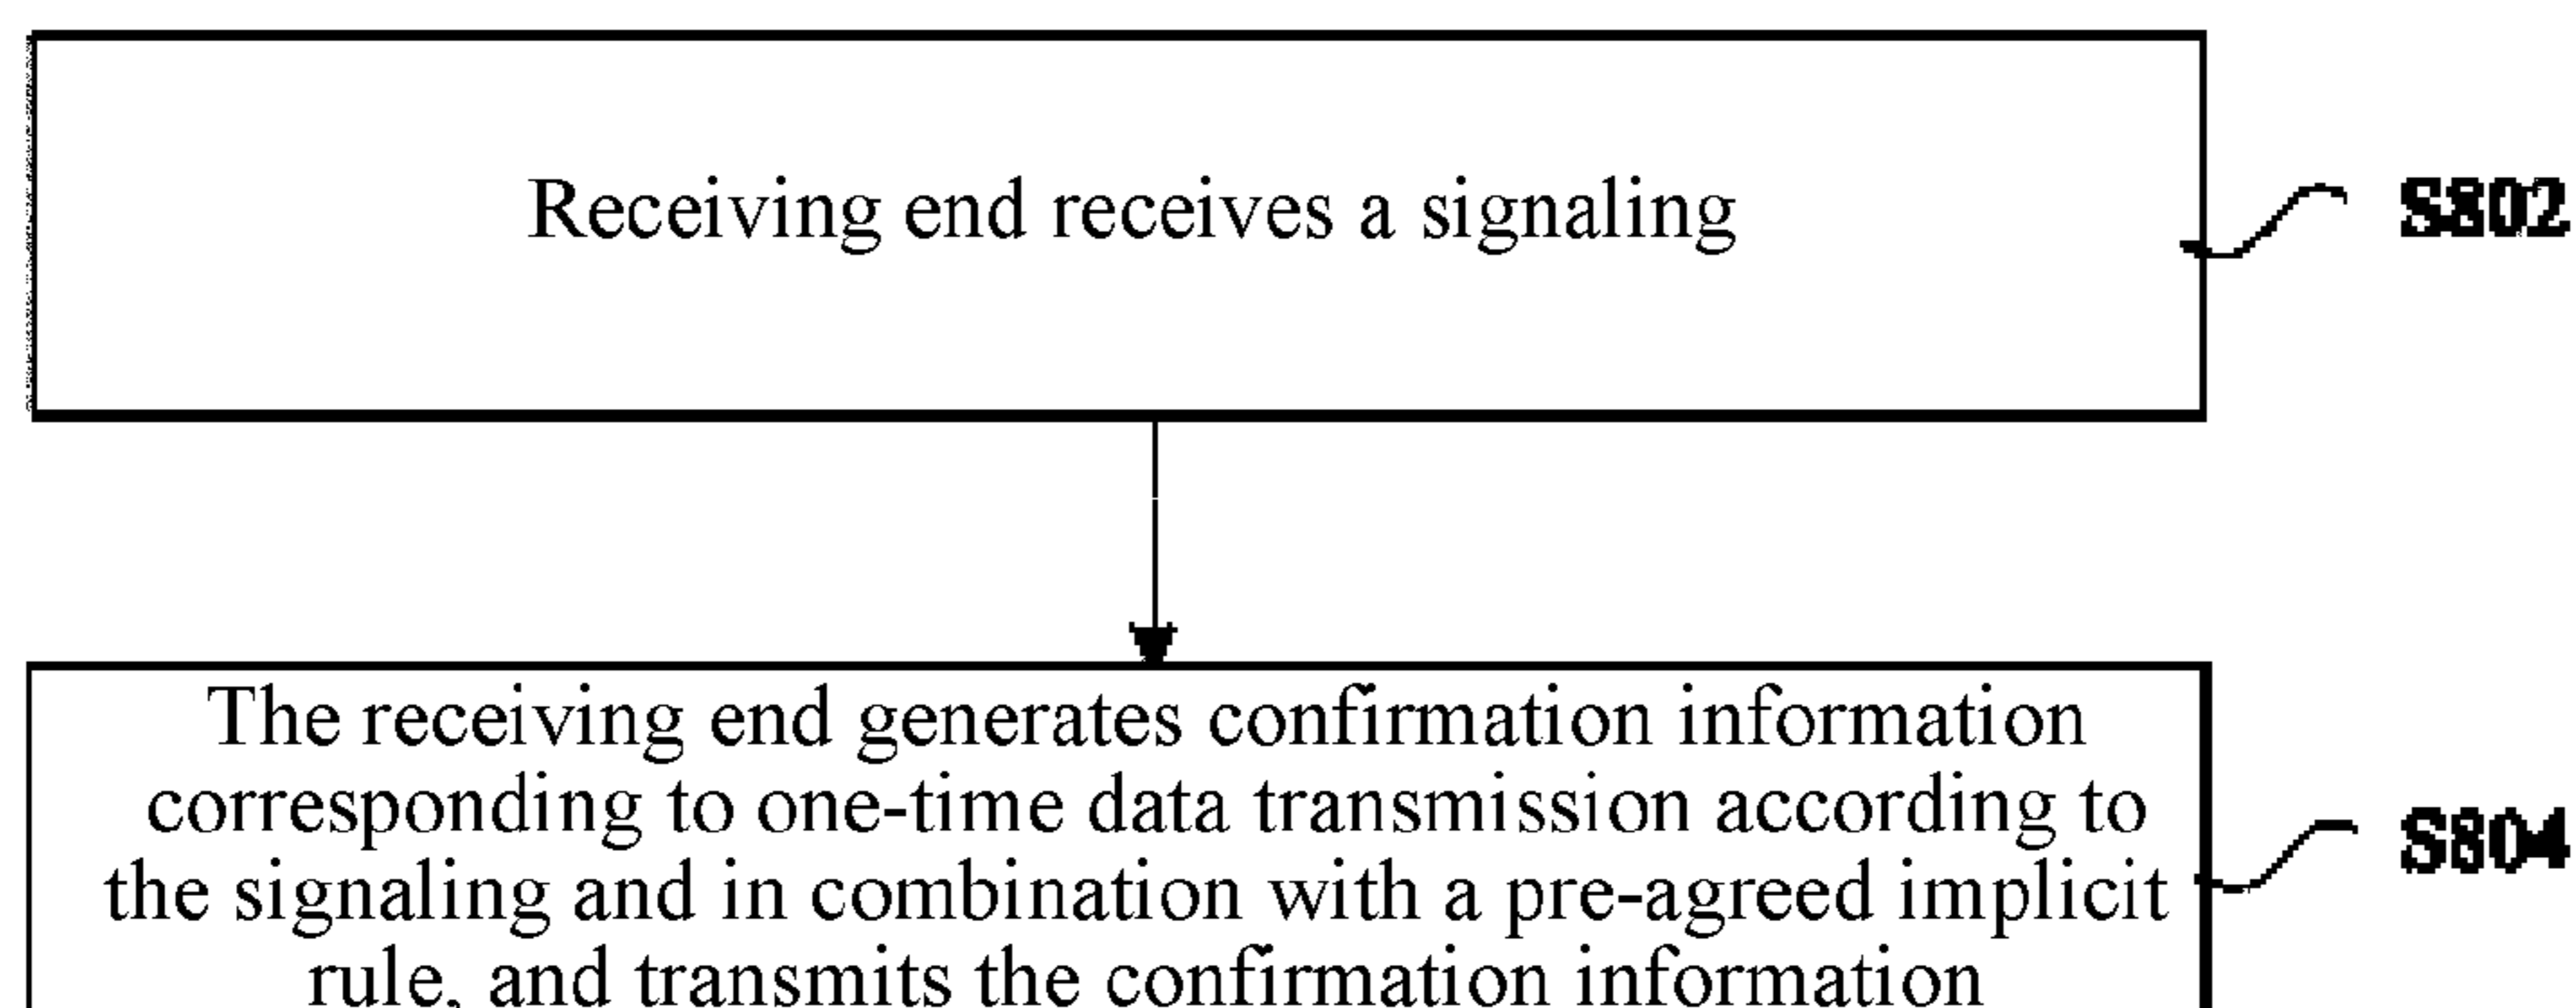 Receiving end receives a signaling
S802
The receiving end generates confirmation information
corresponding to one-time data transmission according to
the signaling and in combination with a pre-agreed implicit
rule, and transmits the confirmation information
S804